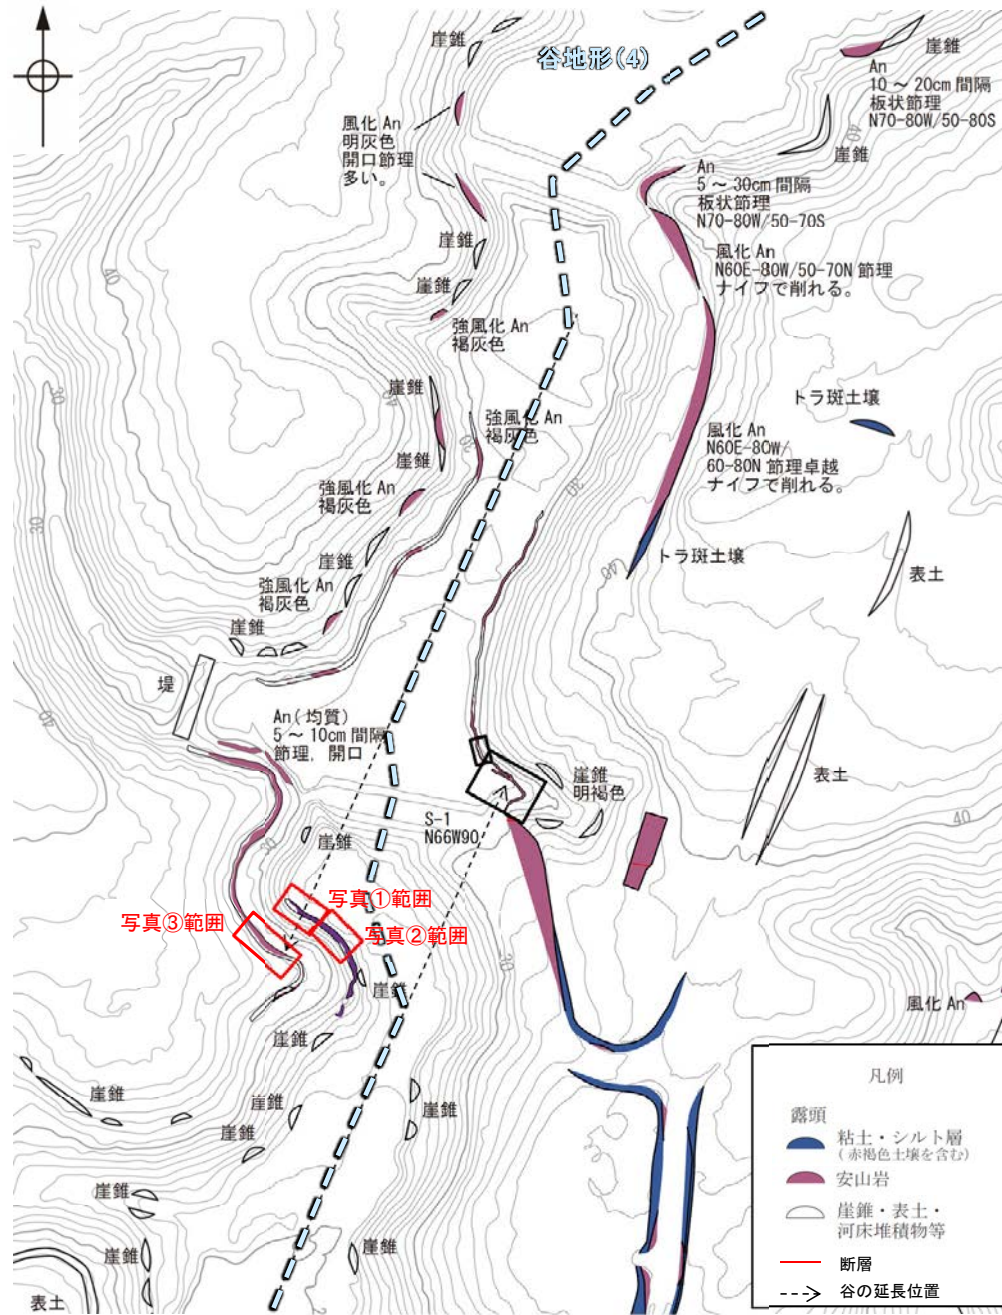 谷地形(4)
崖錐
崖錐
An
10 ～ 20cm 間隔
板状節理
N70-80W/50-80S
崖錐
40
風化 An
明灰色
開口節理
多い。
An
5 ～ 30cm 間隔
板状節理
N70-80W/50-70S
崖錐
崖錐
風化 An
N60E-80W/50-70N 節理
ナイフで削れる。
40
強風化 An
褐灰色
崖錐
30
40
強風化 An
褐灰色
30
トラ斑土壌
風化 An
N60E-80W/
60-80N 節理卓越
ナイフで削れる。
崖錐
強風化 An
褐灰色
30
30
崖錐
トラ斑土壌
40
表土
強風化 An
褐灰色
崖錐
堤
40
An(均質)
5 ～ 10cm 間隔
節理, 開口
崖錐
明褐色
表土
S-1
N66W90
40
崖錐
30
写真①範囲
写真③範囲
写真②範囲
30
崖錐
風化 An
崖錐
崖錐
崖錐
崖錐
崖錐
崖錐
崖錐
表土
凡例
露頭
粘土・シルト層
(赤褐色土壌を含む)
安山岩
崖錐・表土・
河床堆積物等
断層
谷の延長位置